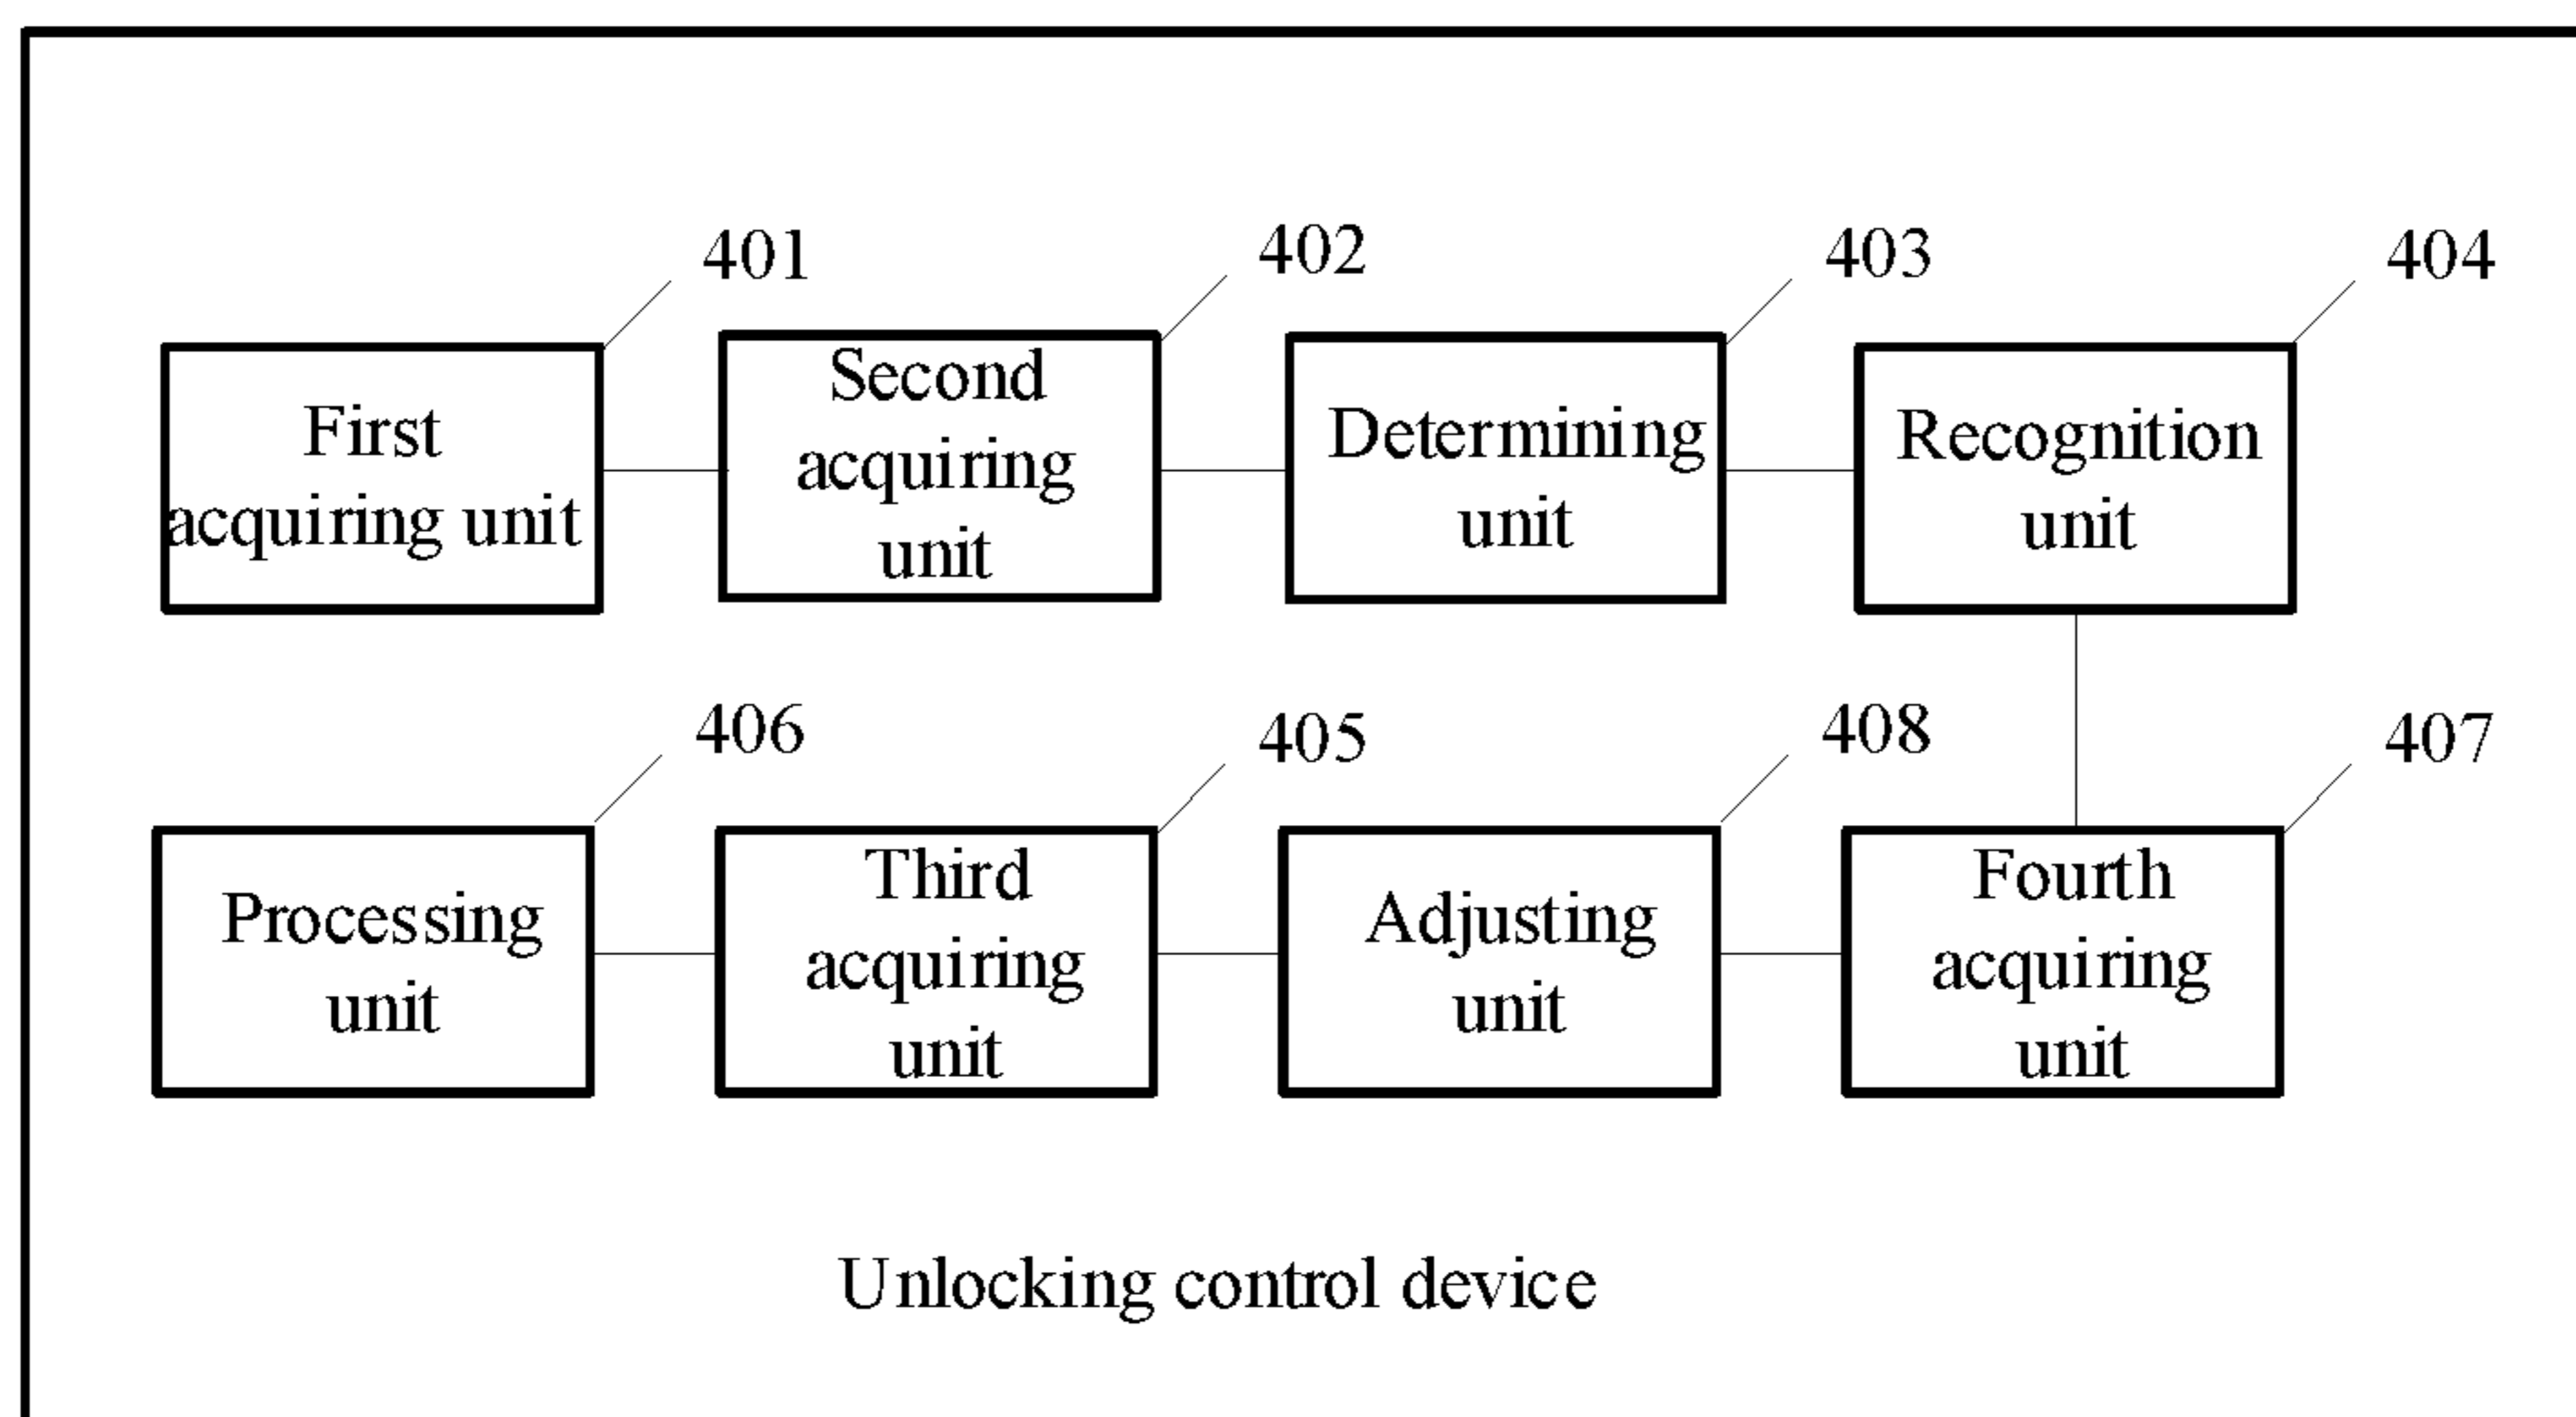 401
402
403
404
First
acquiring unit
Second
acquiring
unit
Determining
unit
Recognition
unit
406
405
408
407
Processing
unit
Third
acquiring
unit
Adjusting
unit
Fourth
acquiring
unit
Unlocking control device